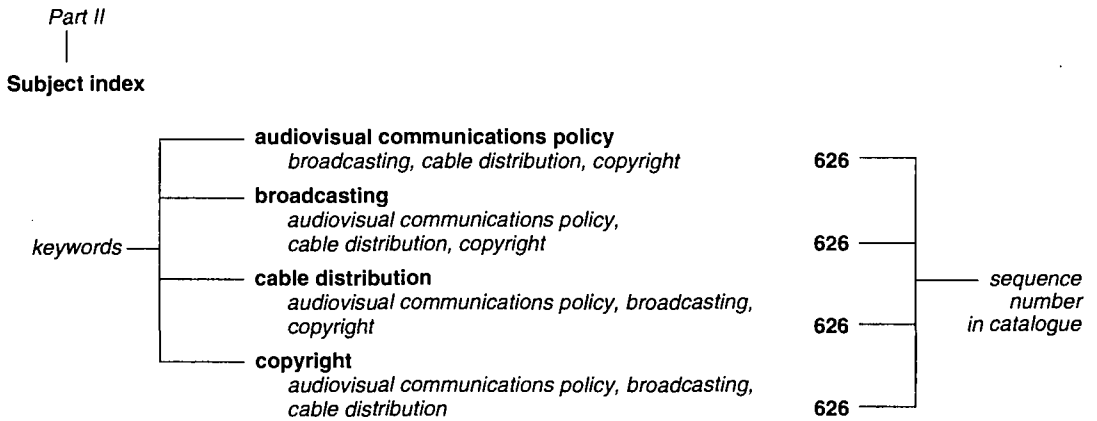 Part II
Subject index
audiovisual communications policy
broadcasting, cable distribution, copyright 626
broadcasting
audiovisual communications policy,
cable distribution, copyright 626
keywords
cable distribution
audiovisual communications policy, broadcasting,
copyright 626
copyright
audiovisual communications policy, broadcasting,
cable distribution 626
sequence
number
in catalogue